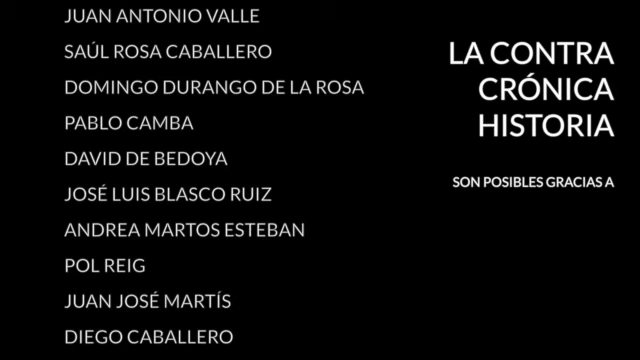 JUAN ANTONIO VALLE
SAÚL ROSA CABALLERO
DOMINGO DURANGO DE LA ROSA
PABLO CAMBA
DAVID DE BEDOYA
JOSÉ LUIS BLASCO RUIZ
ANDREA MARTOS ESTEBAN
POL REIG
JUAN JOSÉ MARTÍS
DIEGO CABALLERO
LA CONTRA
CRÓNICA
HISTORIA
SON POSIBLES GRACIAS A